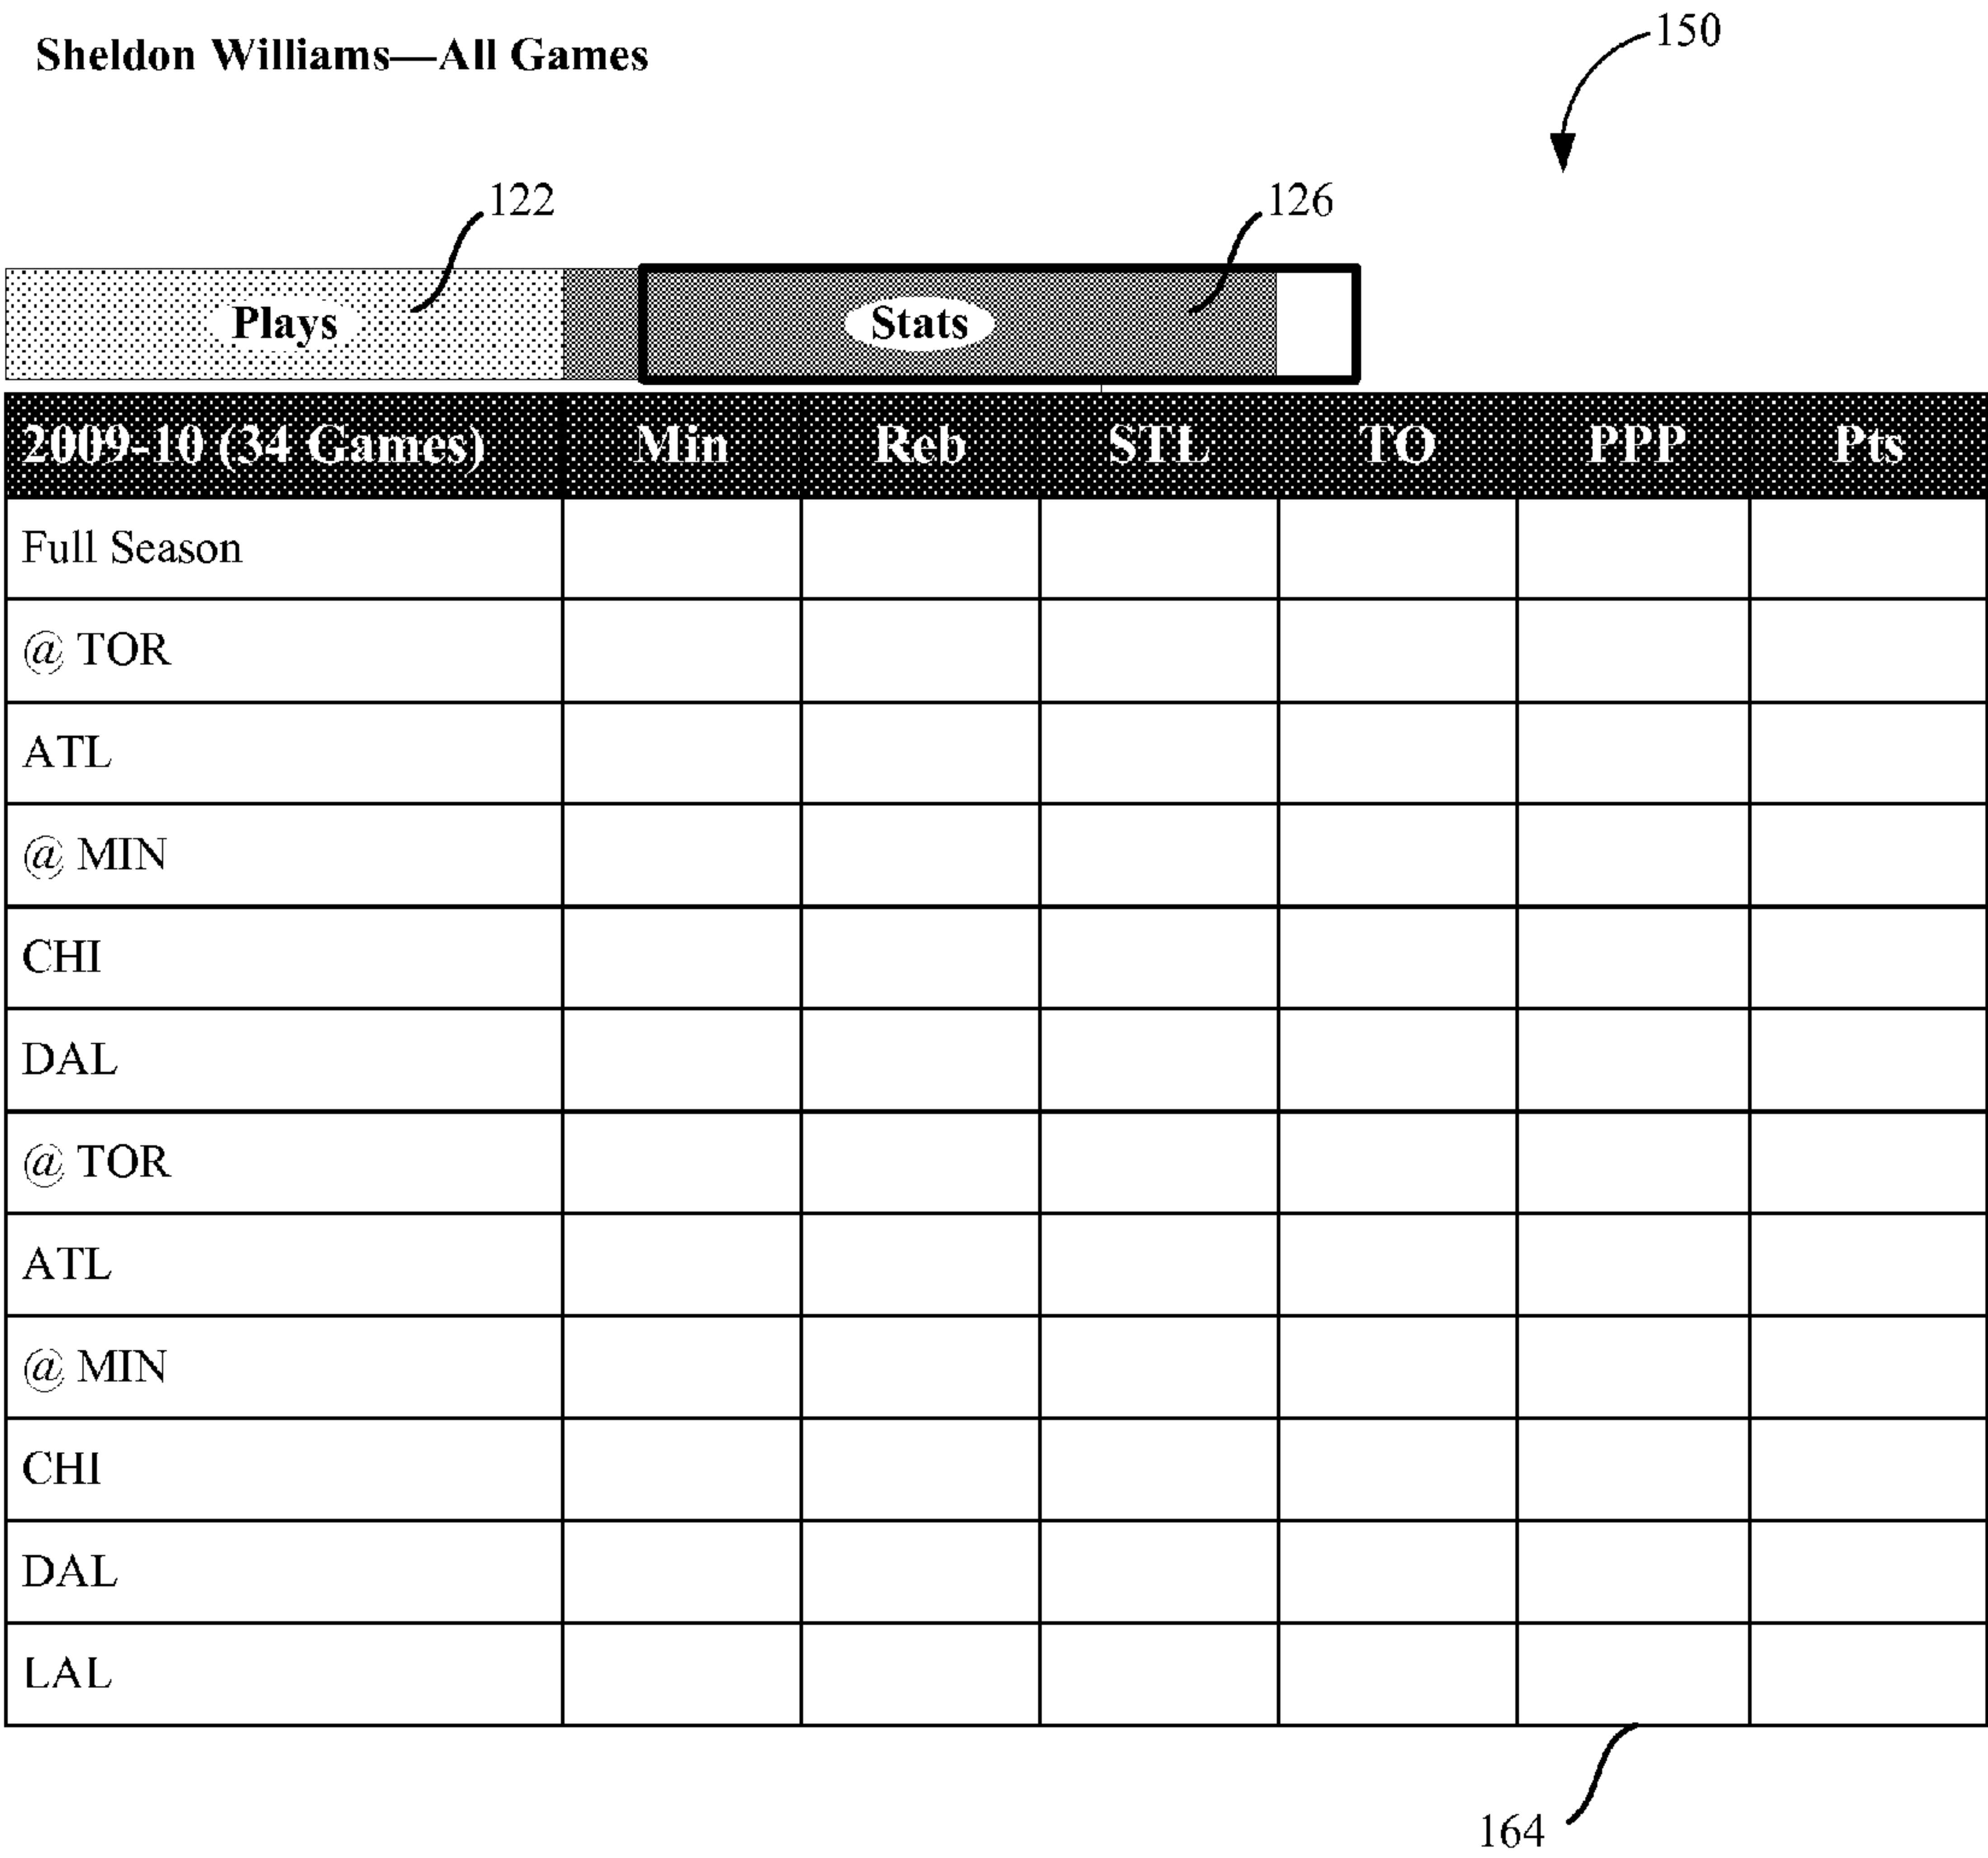 Sheldon Williams—All Games
150
122
126
Plays Stats
2009-10 (34 Games) Min Reb STL TO PPP Pts
Full Season
@ TOR
ATL
@ MIN
CHI
DAL
@ TOR
ATL
@ MIN
CHI
DAL
LAL
164